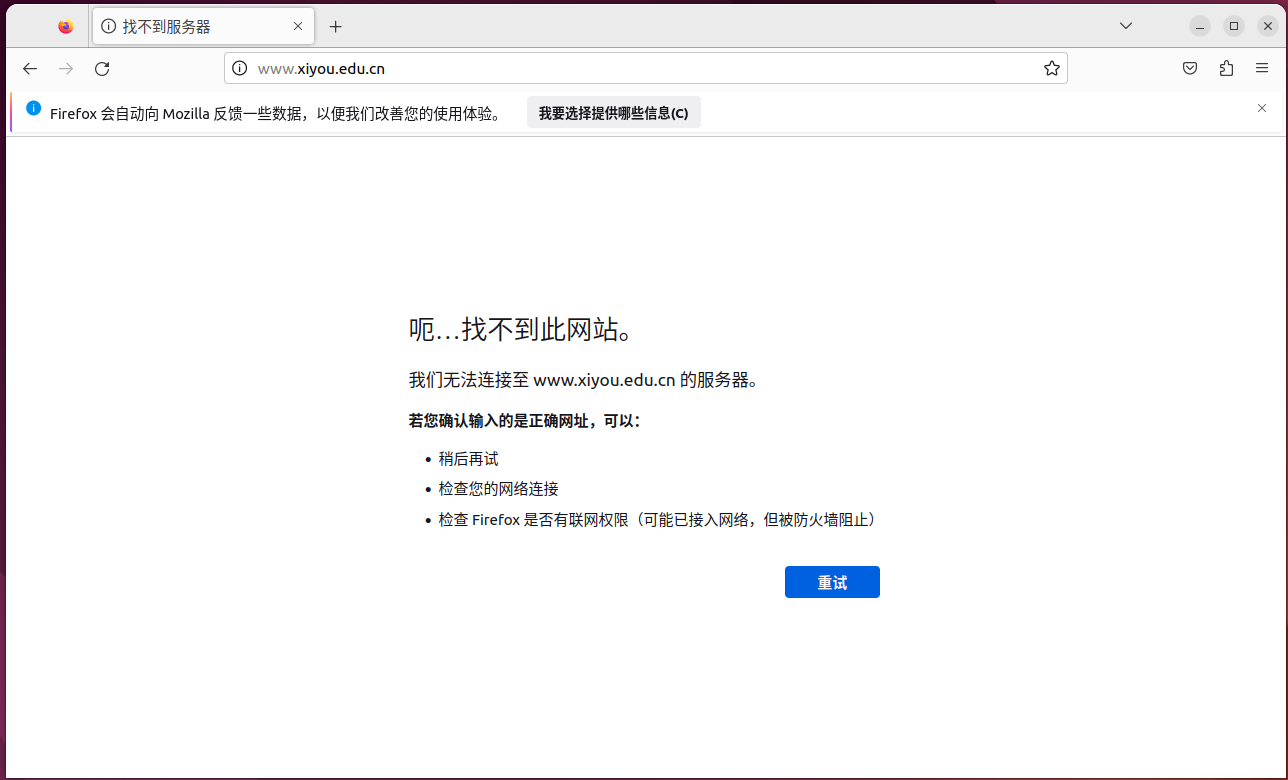 找不到服务器
www.xiyou.edu.cn
Firefox 会自动向 Mozilla 反馈一些数据，以便我们改善您的使用体验。 我要选择提供哪些信息(C)
呃…找不到此网站。
我们无法连接至 www.xiyou.edu.cn 的服务器。
若您确认输入的是正确网址，可以：
• 稍后再试
• 检查您的网络连接
• 检查 Firefox 是否有联网权限（可能已接入网络，但被防火墙阻止）
重试